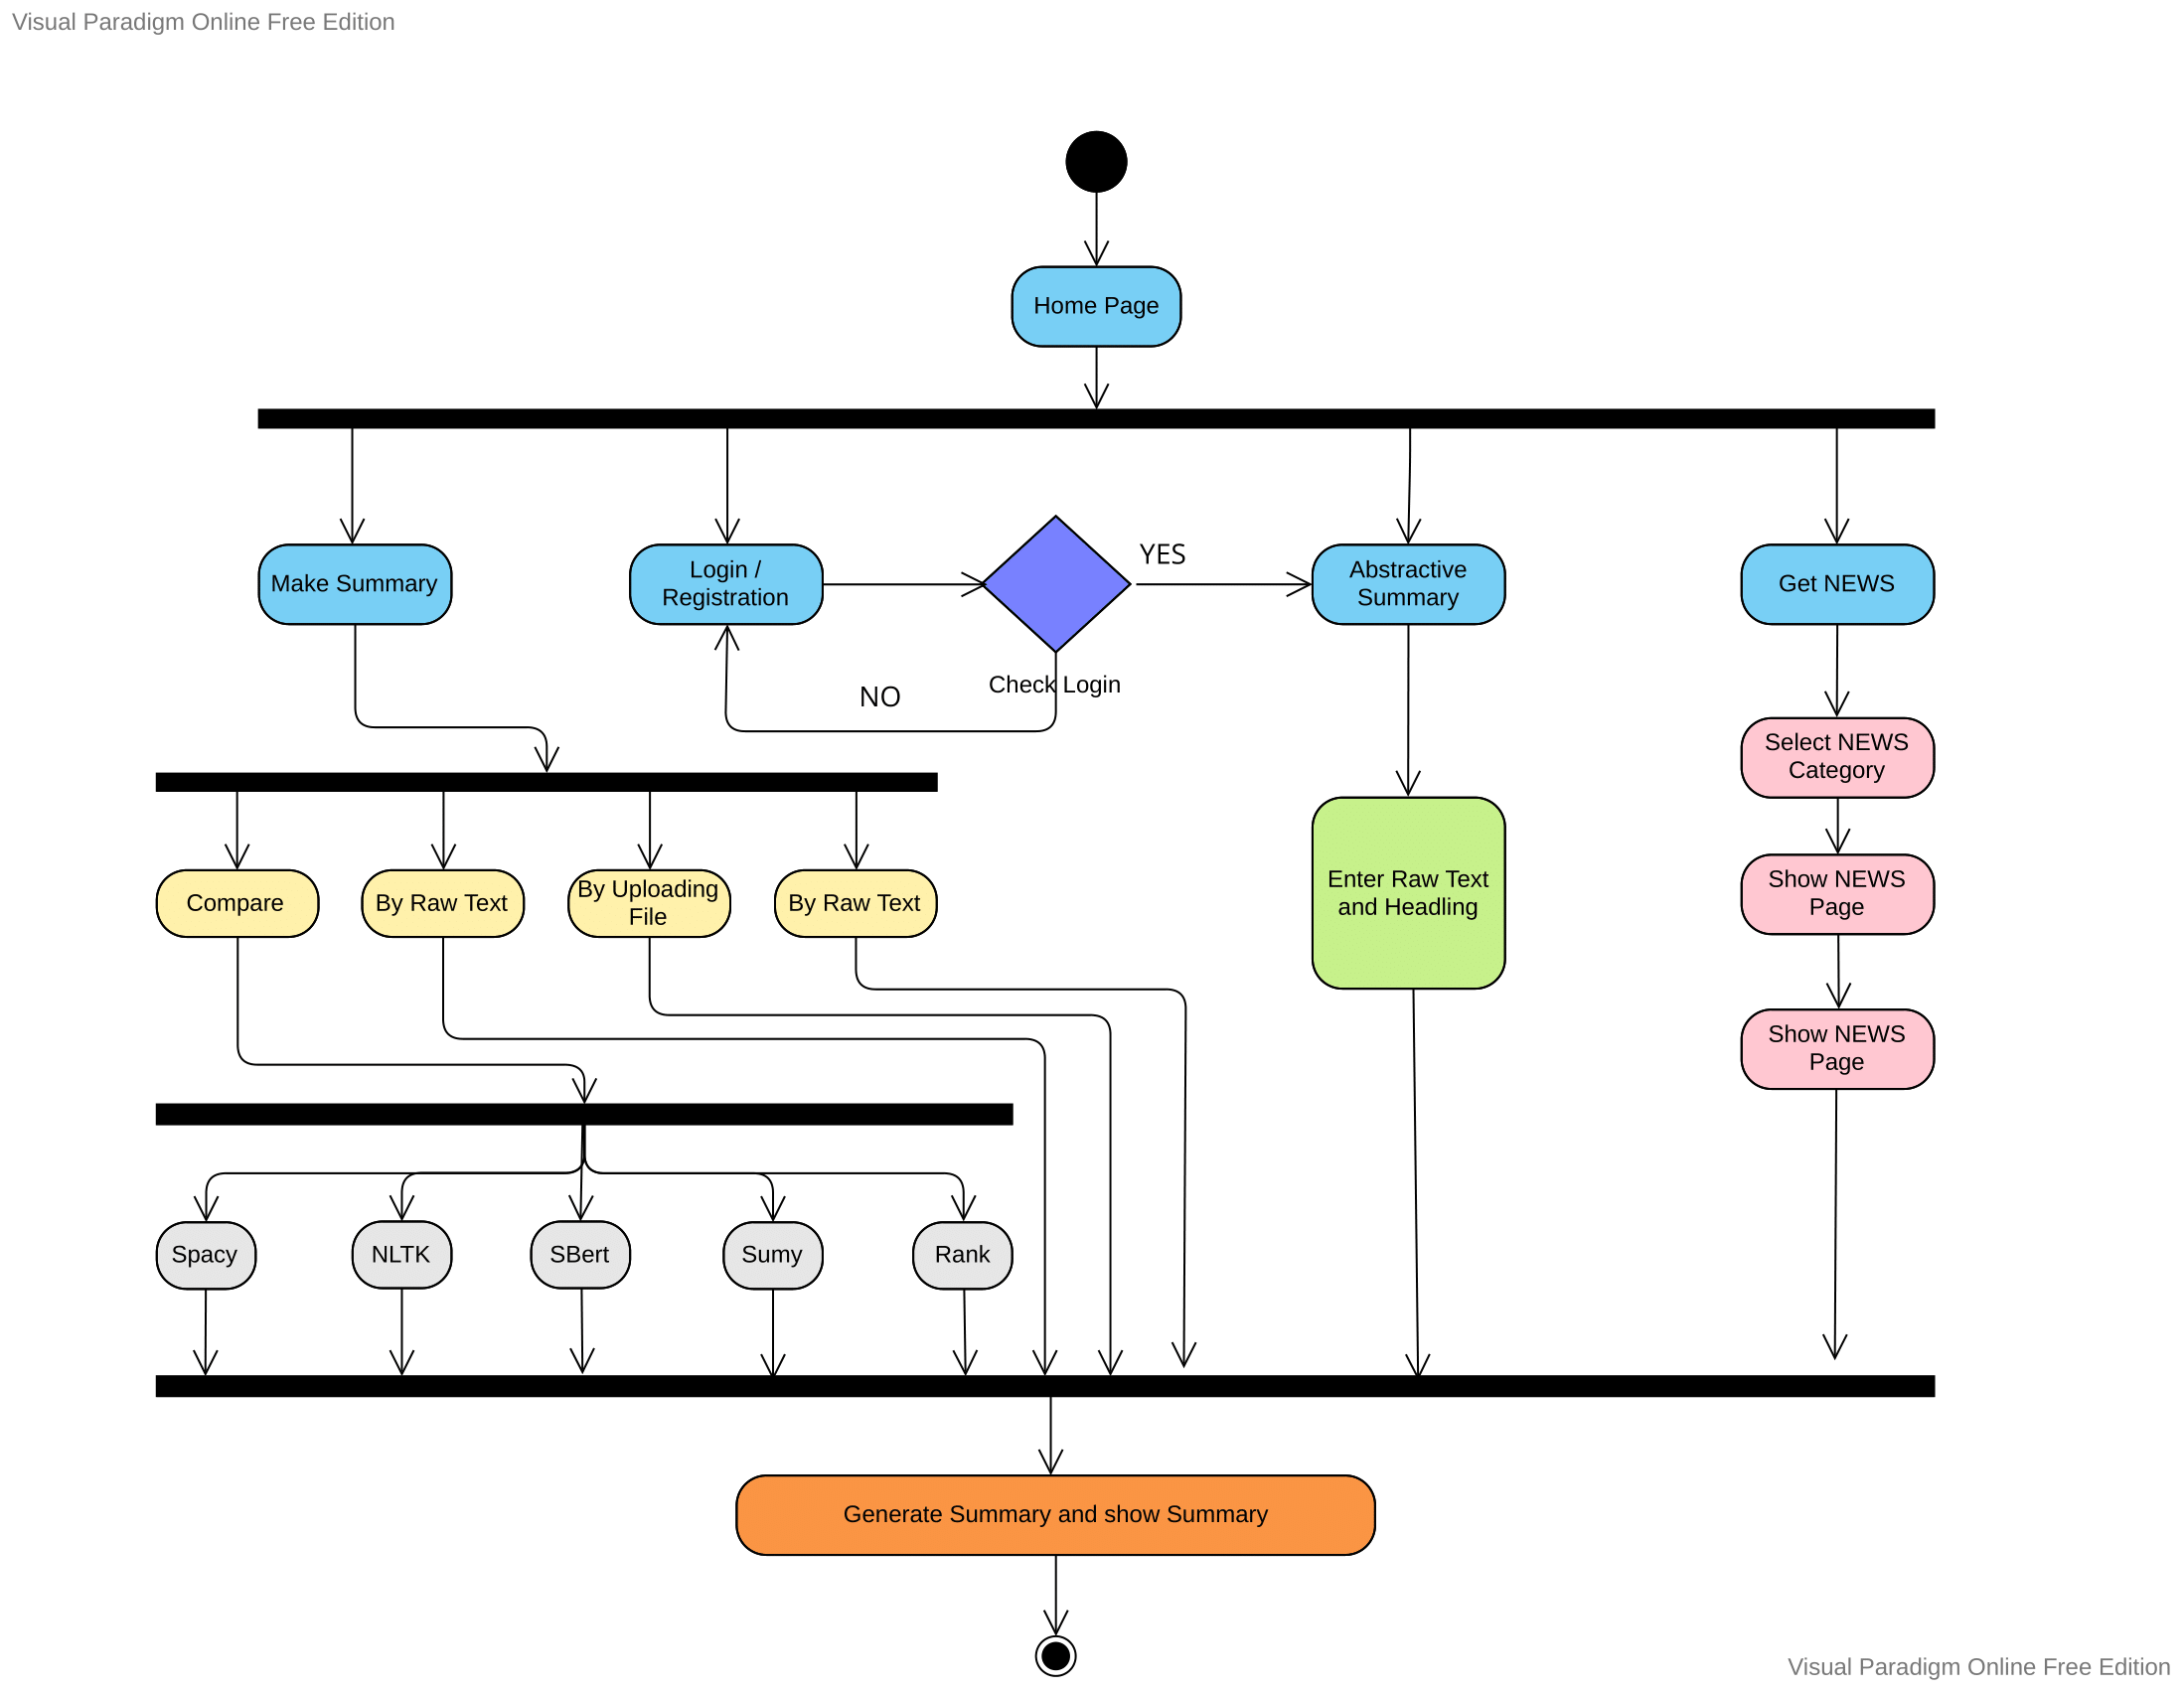 Visual Paradigm Online Free Edition
Home Page
Make Summary
Login /
Registration
YES
Abstractive
Summary
Get NEWS
Check Login
NO
Select NEWS
Category
Compare
By Raw Text
By Uploading
File
By Raw Text
Enter Raw Text
and Headling
Show NEWS
Page
Show NEWS
Page
Spacy
NLTK
SBert
Sumy
Rank
Generate Summary and show Summary
Visual Paradigm Online Free Edition